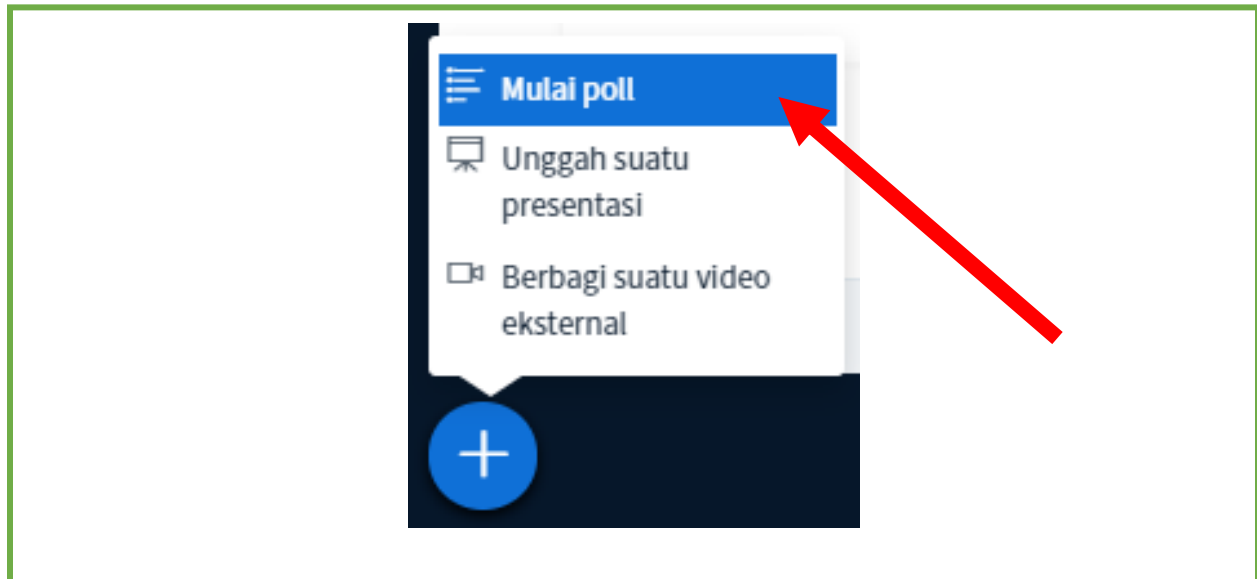 Mulai poll
Unggah suatu
presentasi
Berbagi suatu video
eksternal